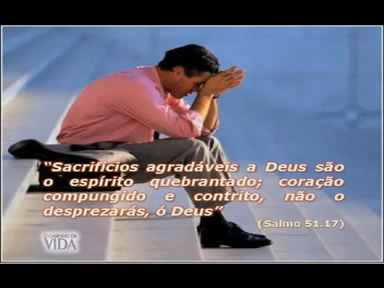 “Sacrifícios agradáveis a Deus são
o espírito quebrantado; coração
compungido e contrito, não o
desprezarás, ó Deus”
(Salmo 51.17)
O CAMINHO DA
VIDA